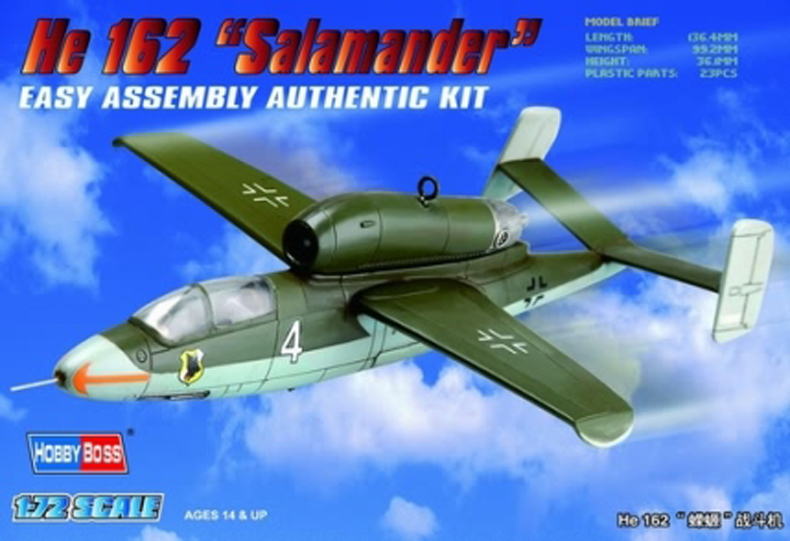 He 162 "Salamander"
EASY ASSEMBLY AUTHENTIC KIT
MODEL BRIEF
LENGTH: 136.4MM
WINGSPAN: 99.2MM
HEIGHT: 36.1MM
PLASTIC PARTS: 23PCS
4
HOBBY BOSS
1:72 SCALE
AGES 14 & UP
He 162 "蝾螈"战斗机